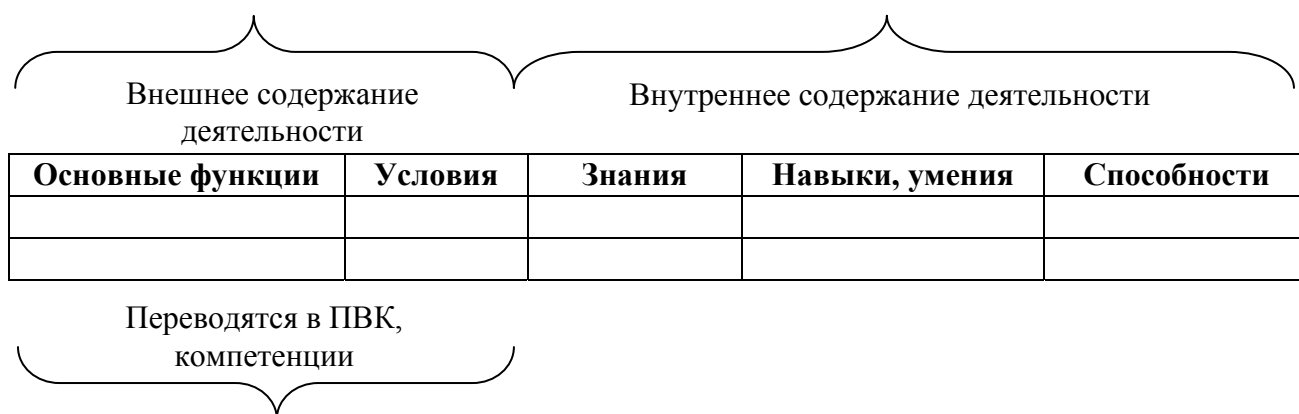 Внешнее содержание
деятельности
Внутреннее содержание деятельности
Основные функции Условия Знания Навыки, умения Способности
Переводятся в ПВК,
компетенции